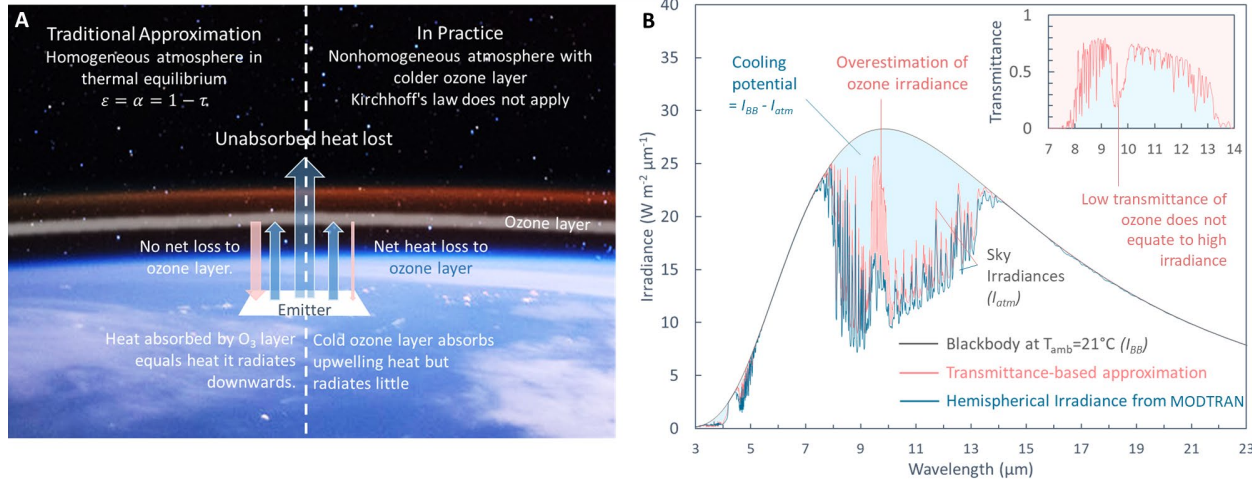 A
Traditional Approximation
Homogeneous atmosphere in
thermal equilibrium
ε = α = 1 − τ.
In Practice
Nonhomogeneous atmosphere with
colder ozone layer
Kirchhoff's law does not apply
Unabsorbed heat lost
Ozone layer
No net loss to
ozone layer.
Net heat loss to
ozone layer
Emitter
Heat absorbed by O₃ layer
equals heat it radiates
downwards.
Cold ozone layer absorbs
upwelling heat but
radiates little
B
Irradiance (W m⁻² μm⁻¹)
40
35
30
25
20
15
10
5
0
3 5 7 9 11 13 15 17 19 21 23
Wavelength (μm)
Cooling
potential
= I_BB - I_atm
Overestimation of
ozone irradiance
Sky
Irradiances
(I_atm)
Blackbody at T_amb=21°C (I_BB)
Transmittance-based approximation
Hemispherical Irradiance from MODTRAN
Transmittance
1
0.5
0
7 8 9 10 11 12 13 14
Low transmittance of
ozone does not
equate to high
irradiance